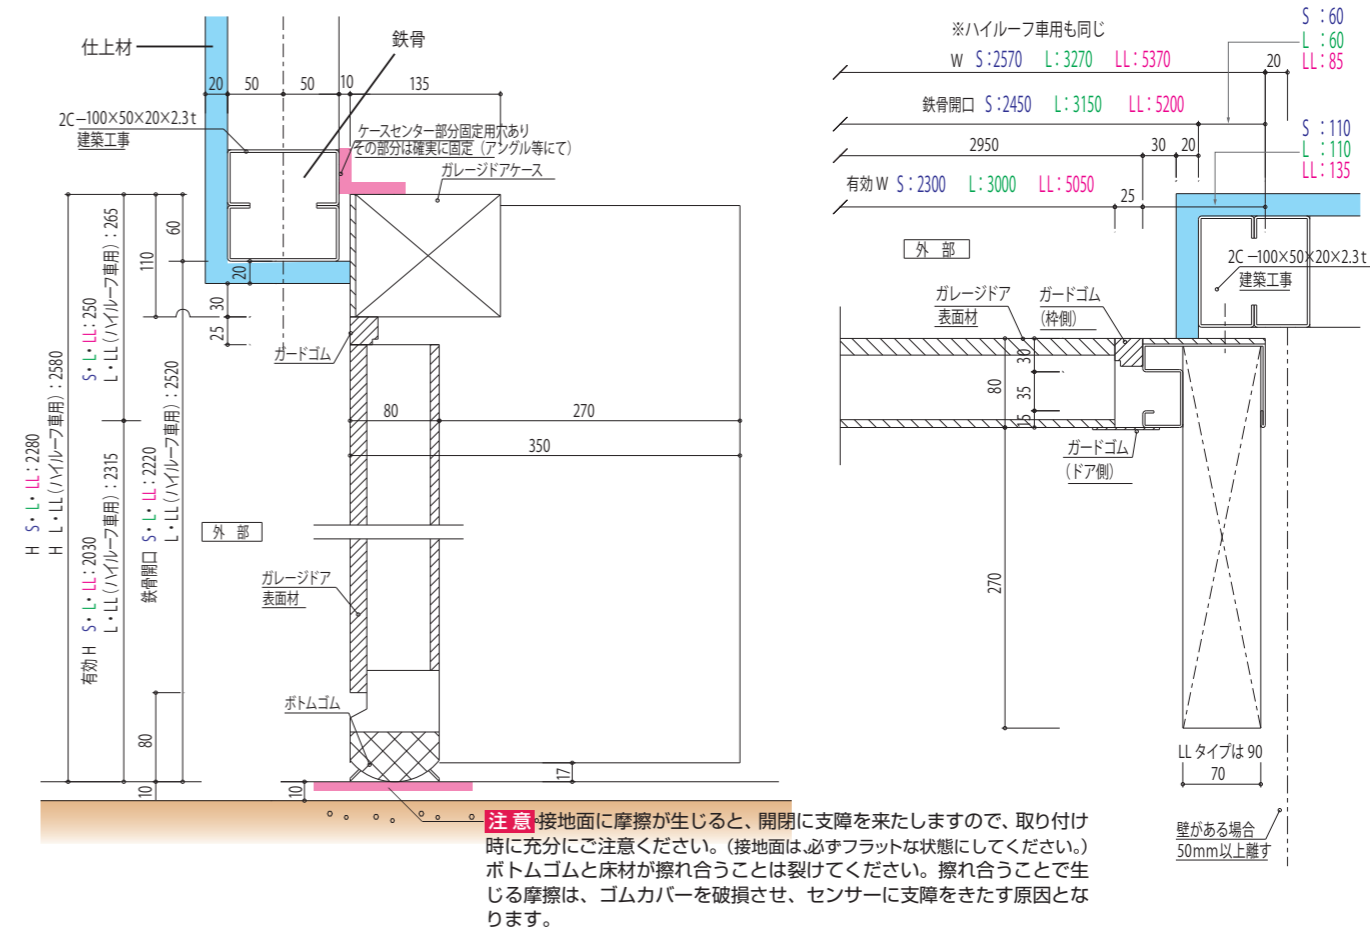 仕上材
鉄骨
20
50
50
10
135
2C−100×50×20×2.3t
建築工事
ケースセンター部分固定用穴あり
その部分は確実に固定（アングル等にて）
ガレージドアケース
60
110
20
30
25
ガードゴム
80
270
350
H S・L・LL：2280
H L・LL（ハイルーフ車用）：2580
S・L・LL：250
L・LL（ハイルーフ車用）：265
有効H S・L・LL：2030
L・LL（ハイルーフ車用）：2315
鉄骨開口 S・L・LL：2220
L・LL（ハイルーフ車用）：2520
外 部
ガレージドア
表面材
ボトムゴム
80
10
10
17
注 意 接地面に摩擦が生じると、開閉に支障を来たしますので、取り付け
時に充分にご注意ください。（接地面は、必ずフラットな状態にしてください。）
ボトムゴムと床材が擦れ合うことは裂けてください。擦れ合うことで生
じる摩擦は、ゴムカバーを破損させ、センサーに支障をきたす原因とな
ります。
※ハイルーフ車用も同じ
W S：2570 L：3270 LL：5370
20
S ：60
L ：60
LL：85
鉄骨開口 S：2450 L：3150 LL：5200
2950
30
20
S ：110
L ：110
LL：135
有効W S：2300 L：3000 LL：5050
25
外 部
2C−100×50×20×2.3t
建築工事
ガレージドア
表面材
ガードゴム
（枠側）
30
80
35
15
ガードゴム
（ドア側）
270
LLタイプは90
70
壁がある場合
50mm以上離す